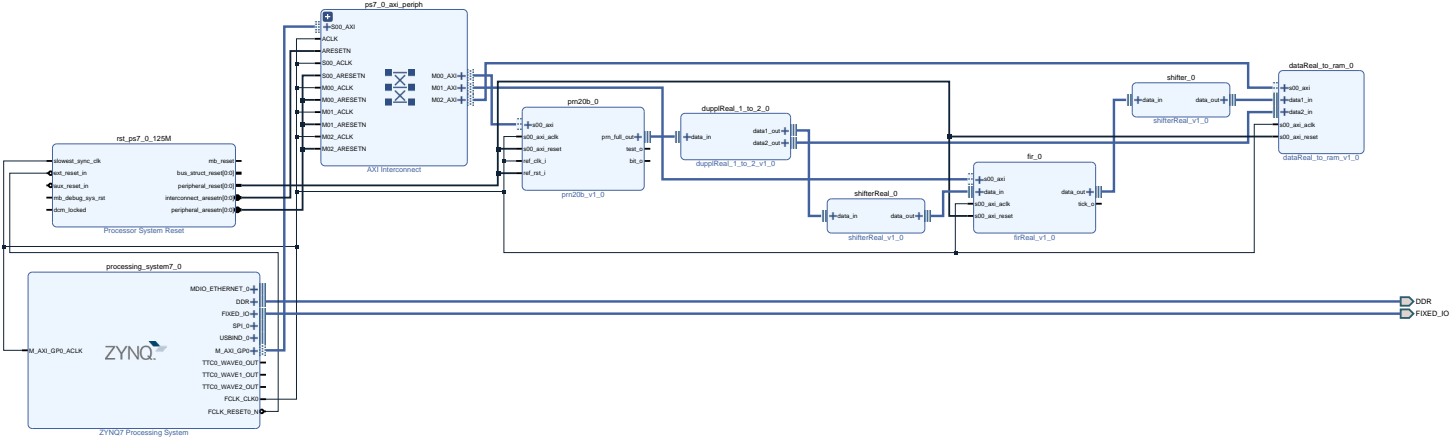 ps7_0_axi_periph
S00_AXI
ACLK
ARESETN
S00_ACLK
S00_ARESETN
M00_ACLK
M00_ARESETN
M01_ACLK
M01_ARESETN
M02_ACLK
M02_ARESETN
M00_AXI
M01_AXI
M02_AXI
AXI Interconnect
rst_ps7_0_125M
slowest_sync_clk
ext_reset_in
aux_reset_in
mb_debug_sys_rst
dcm_locked
mb_reset
bus_struct_reset[0:0]
peripheral_reset[0:0]
interconnect_aresetn[0:0]
peripheral_aresetn[0:0]
Processor System Reset
processing_system7_0
M_AXI_GP0_ACLK
ZYNQ
MDIO_ETHERNET_0
DDR
FIXED_IO
SPI_0
USBIND_0
M_AXI_GP0
TTC0_WAVE0_OUT
TTC0_WAVE1_OUT
TTC0_WAVE2_OUT
FCLK_CLK0
FCLK_RESET0_N
ZYNQ7 Processing System
prn20b_0
s00_axi
s00_axi_aclk
s00_axi_reset
ref_clk_i
ref_rst_i
prn_full_out
test_o
bit_o
prn20b_v1_0
dupplReal_1_to_2_0
data_in
data1_out
data2_out
dupplReal_1_to_2_v1_0
shifterReal_0
data_in
data_out
shifterReal_v1_0
fir_0
s00_axi
data_in
s00_axi_aclk
s00_axi_reset
data_out
tick_o
firReal_v1_0
shifter_0
data_in
data_out
shifterReal_v1_0
dataReal_to_ram_0
s00_axi
data1_in
data2_in
s00_axi_aclk
s00_axi_reset
dataReal_to_ram_v1_0
DDR
FIXED_IO